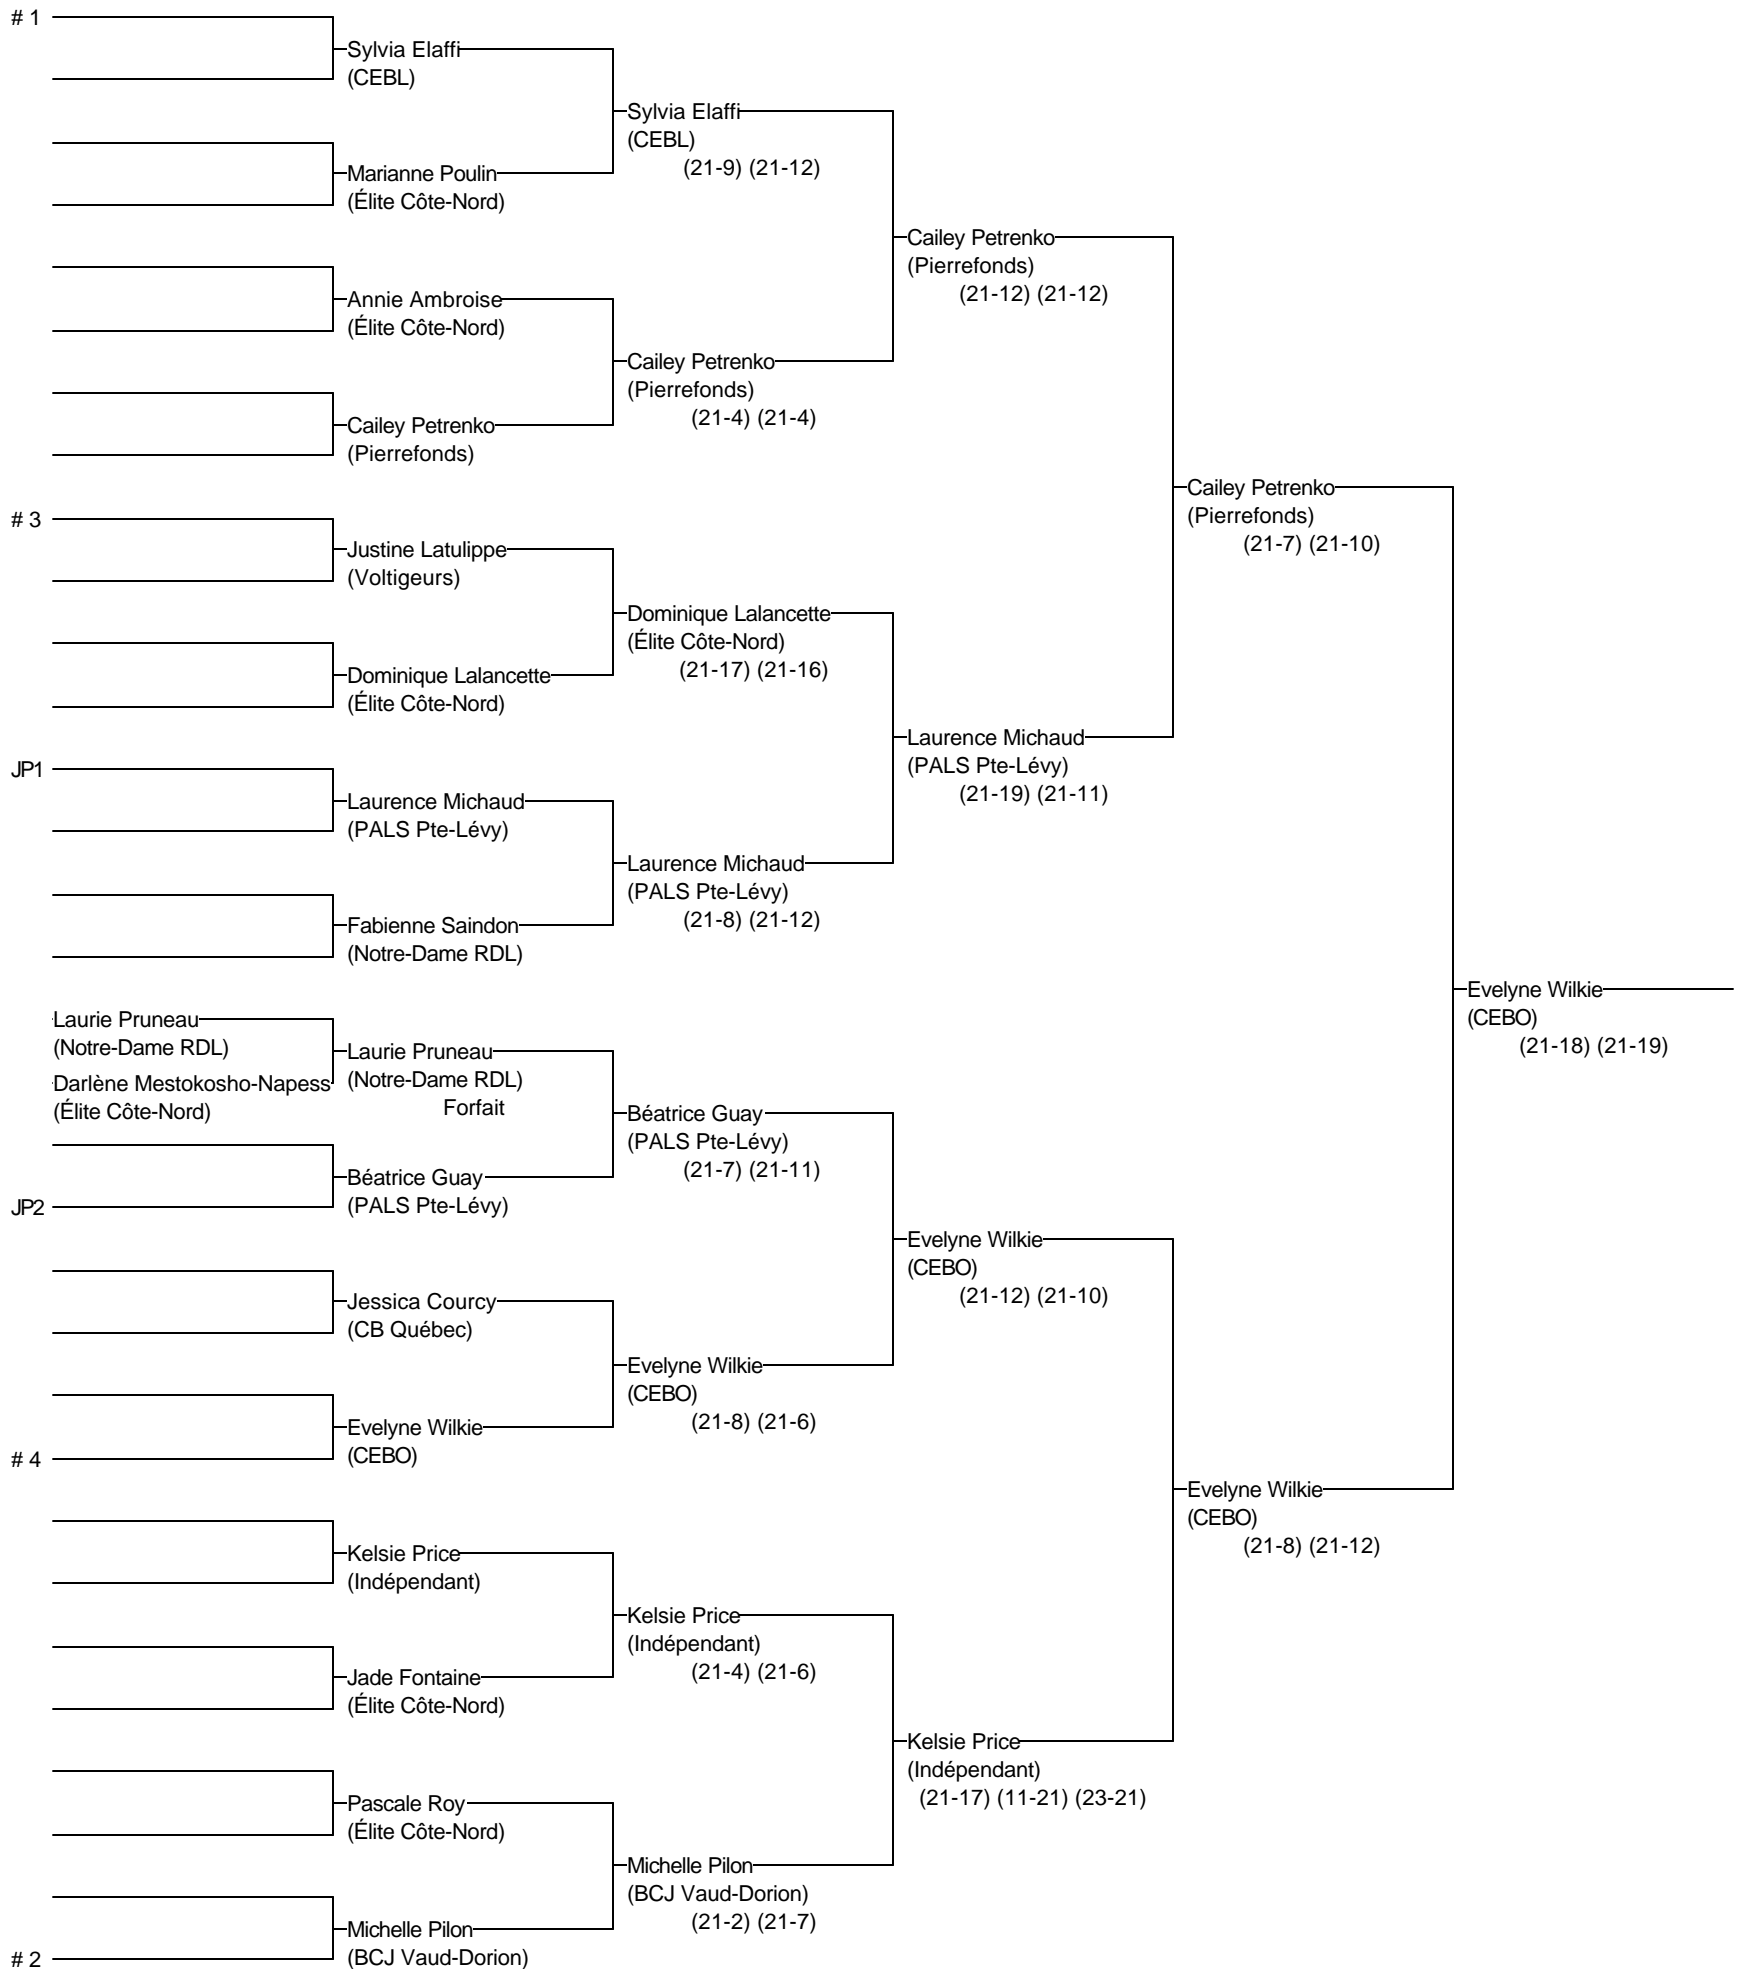 # 1
Sylvia Elaffi
(CEBL)
Sylvia Elaffi
(CEBL)
(21-9) (21-12)
Marianne Poulin
(Élite Côte-Nord)
Cailey Petrenko
(Pierrefonds)
(21-12) (21-12)
Annie Ambroise
(Élite Côte-Nord)
Cailey Petrenko
(Pierrefonds)
(21-4) (21-4)
Cailey Petrenko
(Pierrefonds)
Cailey Petrenko
(Pierrefonds)
(21-7) (21-10)
# 3
Justine Latulippe
(Voltigeurs)
Dominique Lalancette
(Élite Côte-Nord)
(21-17) (21-16)
Dominique Lalancette
(Élite Côte-Nord)
Laurence Michaud
(PALS Pte-Lévy)
(21-19) (21-11)
JP1
Laurence Michaud
(PALS Pte-Lévy)
Laurence Michaud
(PALS Pte-Lévy)
(21-8) (21-12)
Fabienne Saindon
(Notre-Dame RDL)
Evelyne Wilkie
(CEBO)
(21-18) (21-19)
Laurie Pruneau
(Notre-Dame RDL)
Laurie Pruneau
(Notre-Dame RDL)
Forfait
Darlène Mestokosho-Napess
(Élite Côte-Nord)
Béatrice Guay
(PALS Pte-Lévy)
(21-7) (21-11)
Béatrice Guay
(PALS Pte-Lévy)
JP2
Evelyne Wilkie
(CEBO)
(21-12) (21-10)
Jessica Courcy
(CB Québec)
Evelyne Wilkie
(CEBO)
(21-8) (21-6)
Evelyne Wilkie
(CEBO)
# 4
Evelyne Wilkie
(CEBO)
(21-8) (21-12)
Kelsie Price
(Indépendant)
Kelsie Price
(Indépendant)
(21-4) (21-6)
Jade Fontaine
(Élite Côte-Nord)
Kelsie Price
(Indépendant)
(21-17) (11-21) (23-21)
Pascale Roy
(Élite Côte-Nord)
Michelle Pilon
(BCJ Vaud-Dorion)
(21-2) (21-7)
Michelle Pilon
(BCJ Vaud-Dorion)
# 2